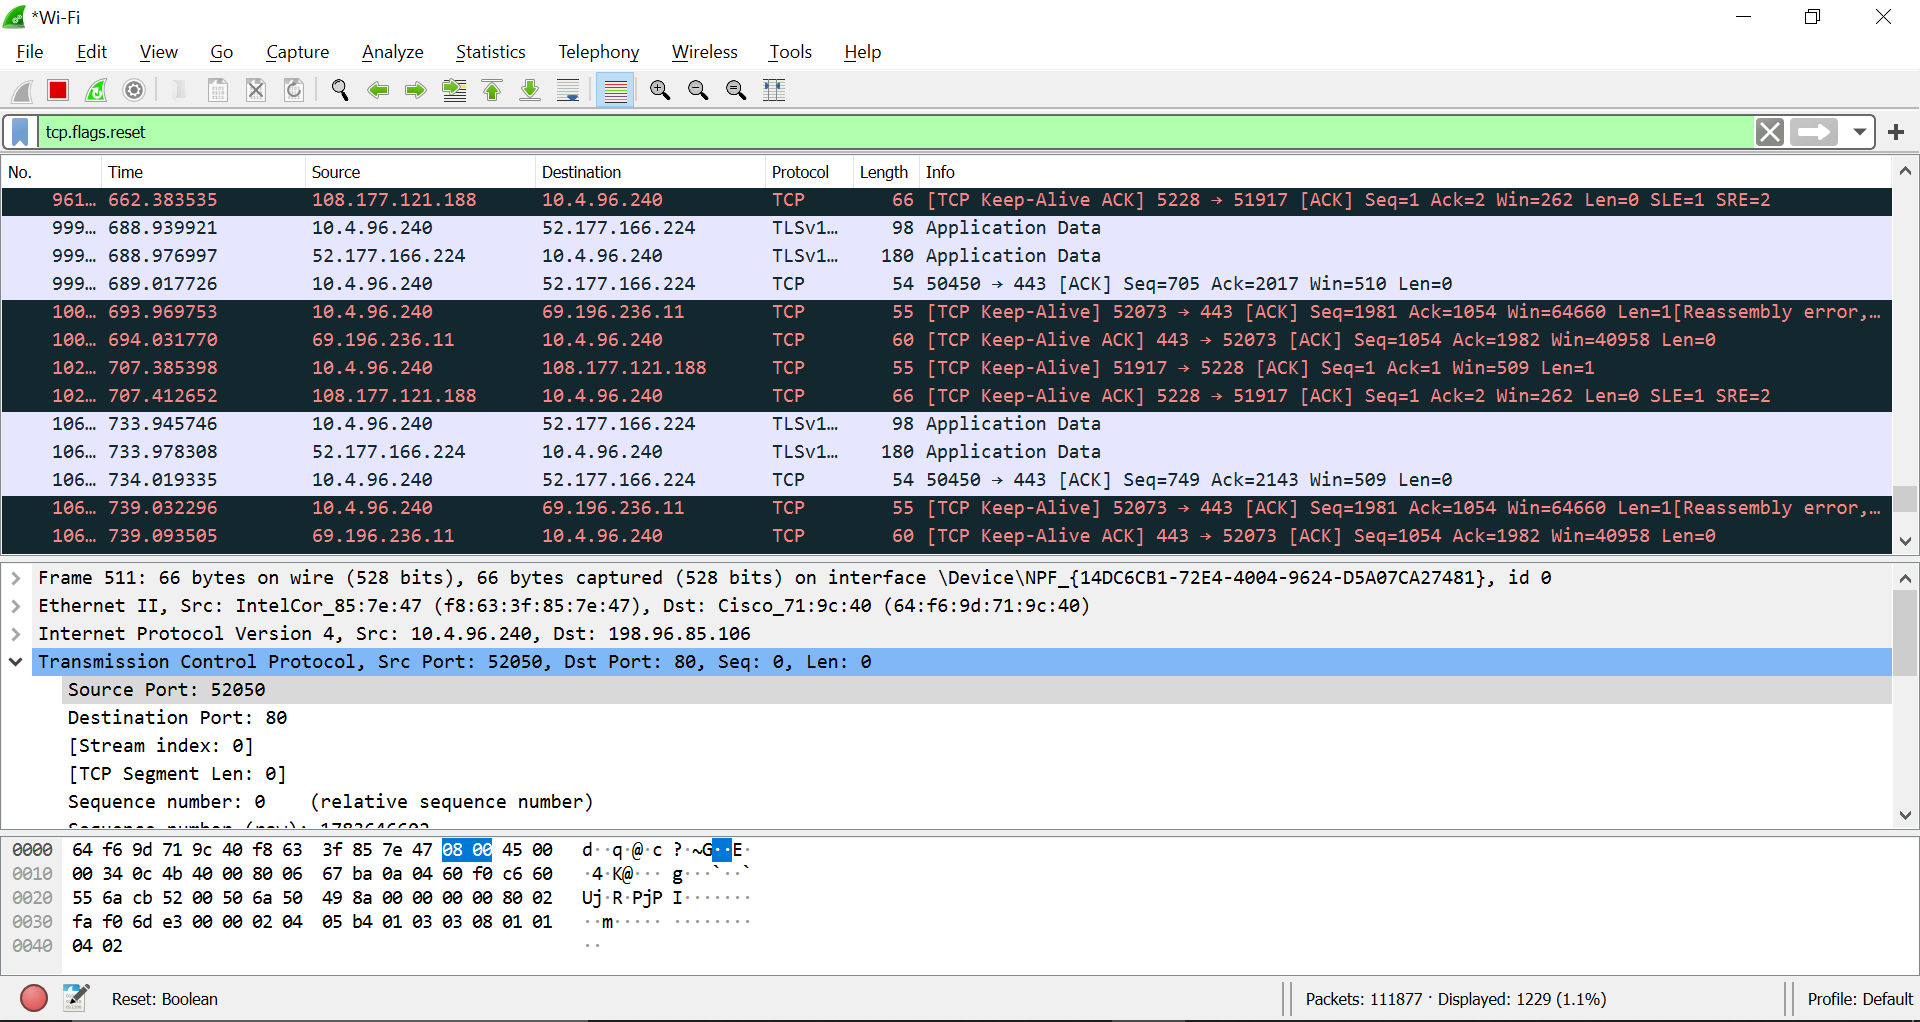 *Wi-Fi
File Edit View Go Capture Analyze Statistics Telephony Wireless Tools Help
tcp.flags.reset
No. Time Source Destination Protocol Length Info
961… 662.383535 108.177.121.188 10.4.96.240 TCP 66 [TCP Keep-Alive ACK] 5228 → 51917 [ACK] Seq=1 Ack=2 Win=262 Len=0 SLE=1 SRE=2
999… 688.939921 10.4.96.240 52.177.166.224 TLSv1… 98 Application Data
999… 688.976997 52.177.166.224 10.4.96.240 TLSv1… 180 Application Data
999… 689.017726 10.4.96.240 52.177.166.224 TCP 54 50450 → 443 [ACK] Seq=705 Ack=2017 Win=510 Len=0
100… 693.969753 10.4.96.240 69.196.236.11 TCP 55 [TCP Keep-Alive] 52073 → 443 [ACK] Seq=1981 Ack=1054 Win=64660 Len=1[Reassembly error,…
100… 694.031770 69.196.236.11 10.4.96.240 TCP 60 [TCP Keep-Alive ACK] 443 → 52073 [ACK] Seq=1054 Ack=1982 Win=40958 Len=0
102… 707.385398 10.4.96.240 108.177.121.188 TCP 55 [TCP Keep-Alive] 51917 → 5228 [ACK] Seq=1 Ack=1 Win=509 Len=1
102… 707.412652 108.177.121.188 10.4.96.240 TCP 66 [TCP Keep-Alive ACK] 5228 → 51917 [ACK] Seq=1 Ack=2 Win=262 Len=0 SLE=1 SRE=2
106… 733.945746 10.4.96.240 52.177.166.224 TLSv1… 98 Application Data
106… 733.978308 52.177.166.224 10.4.96.240 TLSv1… 180 Application Data
106… 734.019335 10.4.96.240 52.177.166.224 TCP 54 50450 → 443 [ACK] Seq=749 Ack=2143 Win=509 Len=0
106… 739.032296 10.4.96.240 69.196.236.11 TCP 55 [TCP Keep-Alive] 52073 → 443 [ACK] Seq=1981 Ack=1054 Win=64660 Len=1[Reassembly error,…
106… 739.093505 69.196.236.11 10.4.96.240 TCP 60 [TCP Keep-Alive ACK] 443 → 52073 [ACK] Seq=1054 Ack=1982 Win=40958 Len=0
Frame 511: 66 bytes on wire (528 bits), 66 bytes captured (528 bits) on interface \Device\NPF_{14DC6CB1-72E4-4004-9624-D5A07CA27481}, id 0
Ethernet II, Src: IntelCor_85:7e:47 (f8:63:3f:85:7e:47), Dst: Cisco_71:9c:40 (64:f6:9d:71:9c:40)
Internet Protocol Version 4, Src: 10.4.96.240, Dst: 198.96.85.106
Transmission Control Protocol, Src Port: 52050, Dst Port: 80, Seq: 0, Len: 0
Source Port: 52050
Destination Port: 80
[Stream index: 0]
[TCP Segment Len: 0]
Sequence number: 0 (relative sequence number)
Sequence number (raw): 1783646602
0000 64 f6 9d 71 9c 40 f8 63 3f 85 7e 47 08 00 45 00 d··q·@·c ?·~G··E·
0010 00 34 0c 4b 40 00 80 06 67 ba 0a 04 60 f0 c6 60 ·4·K@··· g···`··`
0020 55 6a cb 52 00 50 6a 50 49 8a 00 00 00 00 80 02 Uj·R·PjP I·······
0030 fa f0 6d e3 00 00 02 04 05 b4 01 03 03 08 01 01 ··m····· ········
0040 04 02 ··
Reset: Boolean Packets: 111877 · Displayed: 1229 (1.1%) Profile: Default